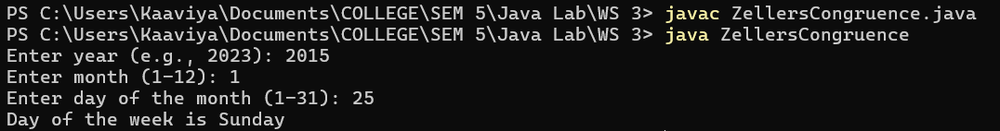 PS C:\Users\Kaaviya\Documents\COLLEGE\SEM 5\Java Lab\WS 3> javac ZellersCongruence.java
PS C:\Users\Kaaviya\Documents\COLLEGE\SEM 5\Java Lab\WS 3> java ZellersCongruence
Enter year (e.g., 2023): 2015
Enter month (1-12): 1
Enter day of the month (1-31): 25
Day of the week is Sunday